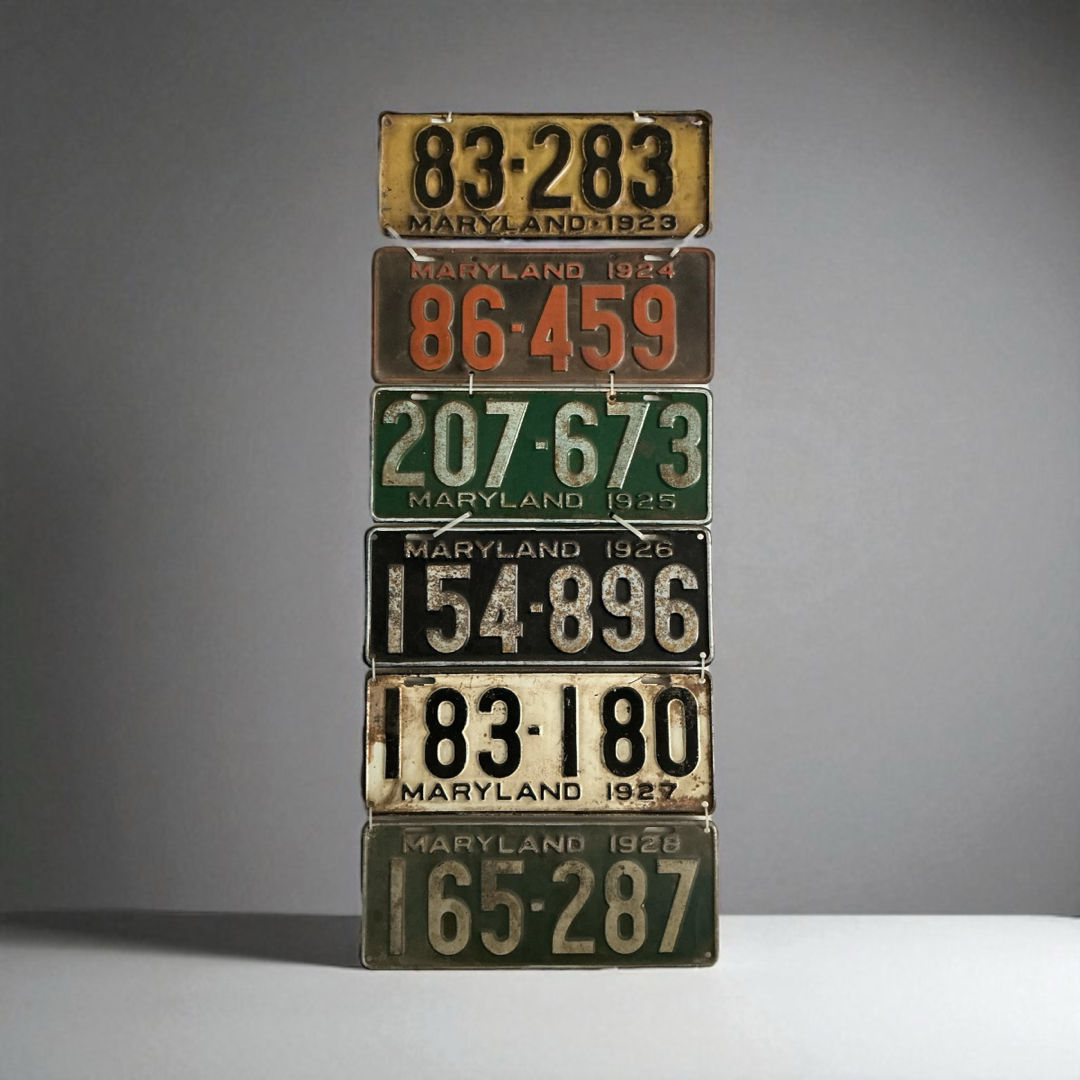 83·283
MARYLAND·1923
MARYLAND 1924
86·459
207-673
MARYLAND 1925
MARYLAND 1926
154-896
183-180
MARYLAND 1927
MARYLAND 1928
165-287